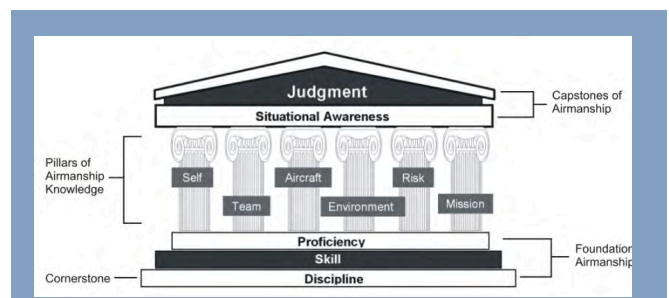 Judgment
Situational Awareness
Capstones of
Airmanship
Pillars of
Airmanship
Knowledge
Self
Team
Aircraft
Environment
Risk
Mission
Proficiency
Skill
Discipline
Foundation
Airmanship
Cornerstone